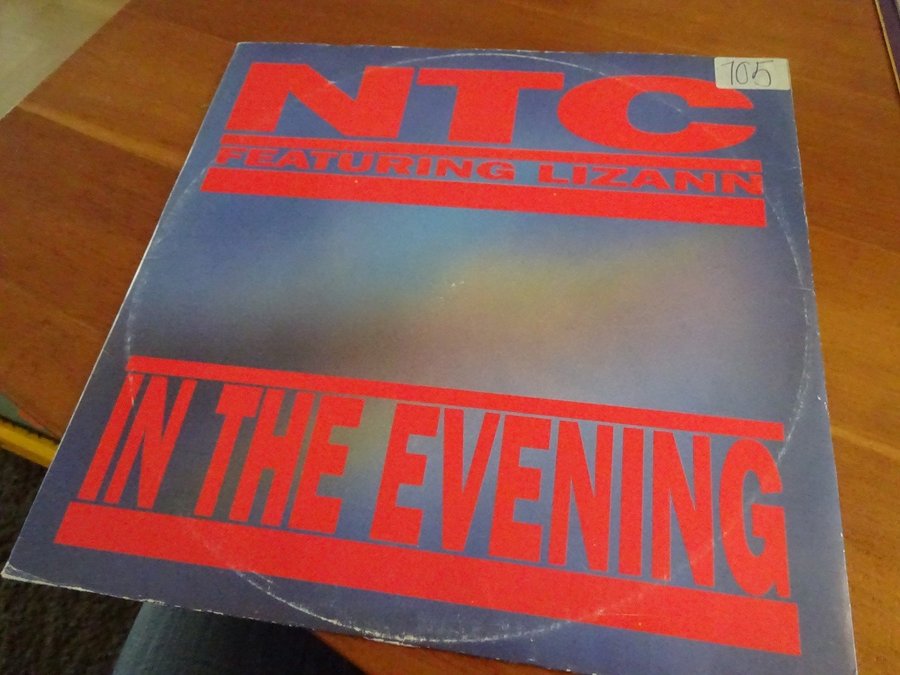 NTC
105
FEATURING LIZANN
IN THE EVENING